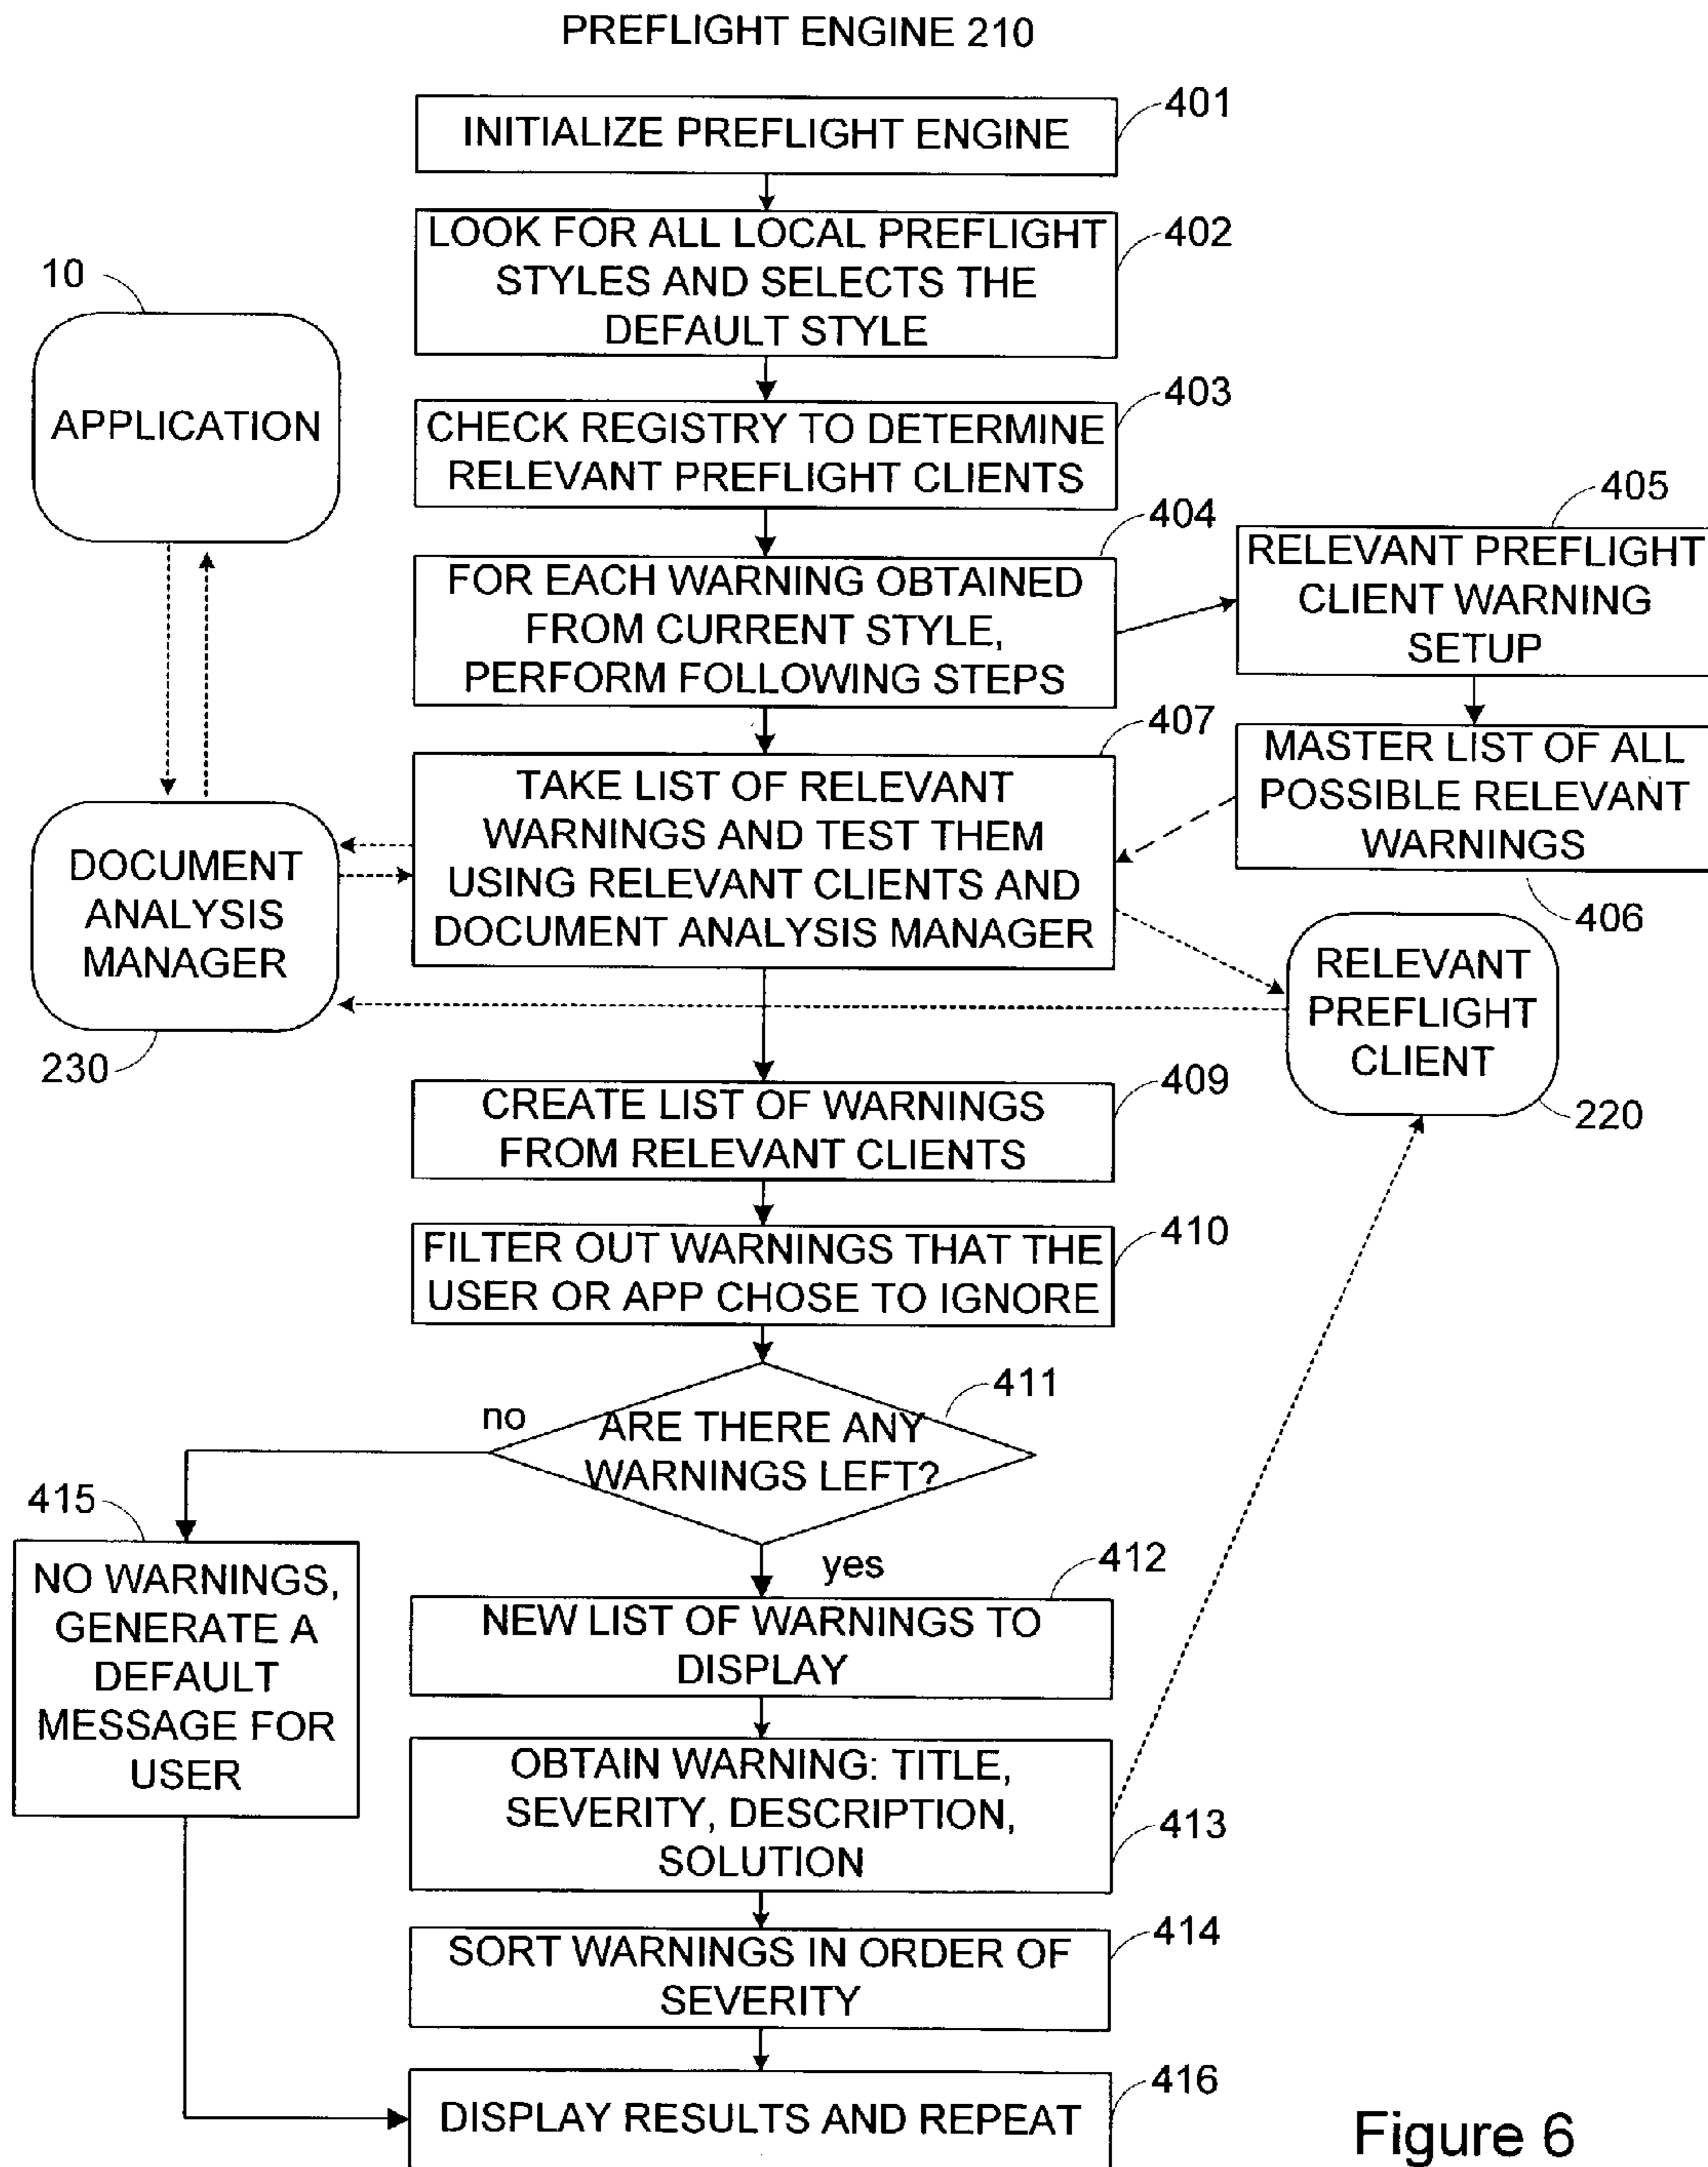 PREFLIGHT ENGINE 210
401
INITIALIZE PREFLIGHT ENGINE
402
LOOK FOR ALL LOCAL PREFLIGHT
STYLES AND SELECTS THE
DEFAULT STYLE
10
APPLICATION
403
CHECK REGISTRY TO DETERMINE
RELEVANT PREFLIGHT CLIENTS
404
FOR EACH WARNING OBTAINED
FROM CURRENT STYLE,
PERFORM FOLLOWING STEPS
405
RELEVANT PREFLIGHT
CLIENT WARNING
SETUP
407
TAKE LIST OF RELEVANT
WARNINGS AND TEST THEM
USING RELEVANT CLIENTS AND
DOCUMENT ANALYSIS MANAGER
MASTER LIST OF ALL
POSSIBLE RELEVANT
WARNINGS
406
DOCUMENT
ANALYSIS
MANAGER
230
RELEVANT
PREFLIGHT
CLIENT
220
409
CREATE LIST OF WARNINGS
FROM RELEVANT CLIENTS
410
FILTER OUT WARNINGS THAT THE
USER OR APP CHOSE TO IGNORE
411
ARE THERE ANY
WARNINGS LEFT?
no
yes
415
NO WARNINGS,
GENERATE A
DEFAULT
MESSAGE FOR
USER
412
NEW LIST OF WARNINGS TO
DISPLAY
OBTAIN WARNING: TITLE,
SEVERITY, DESCRIPTION,
SOLUTION
413
414
SORT WARNINGS IN ORDER OF
SEVERITY
416
DISPLAY RESULTS AND REPEAT
Figure 6